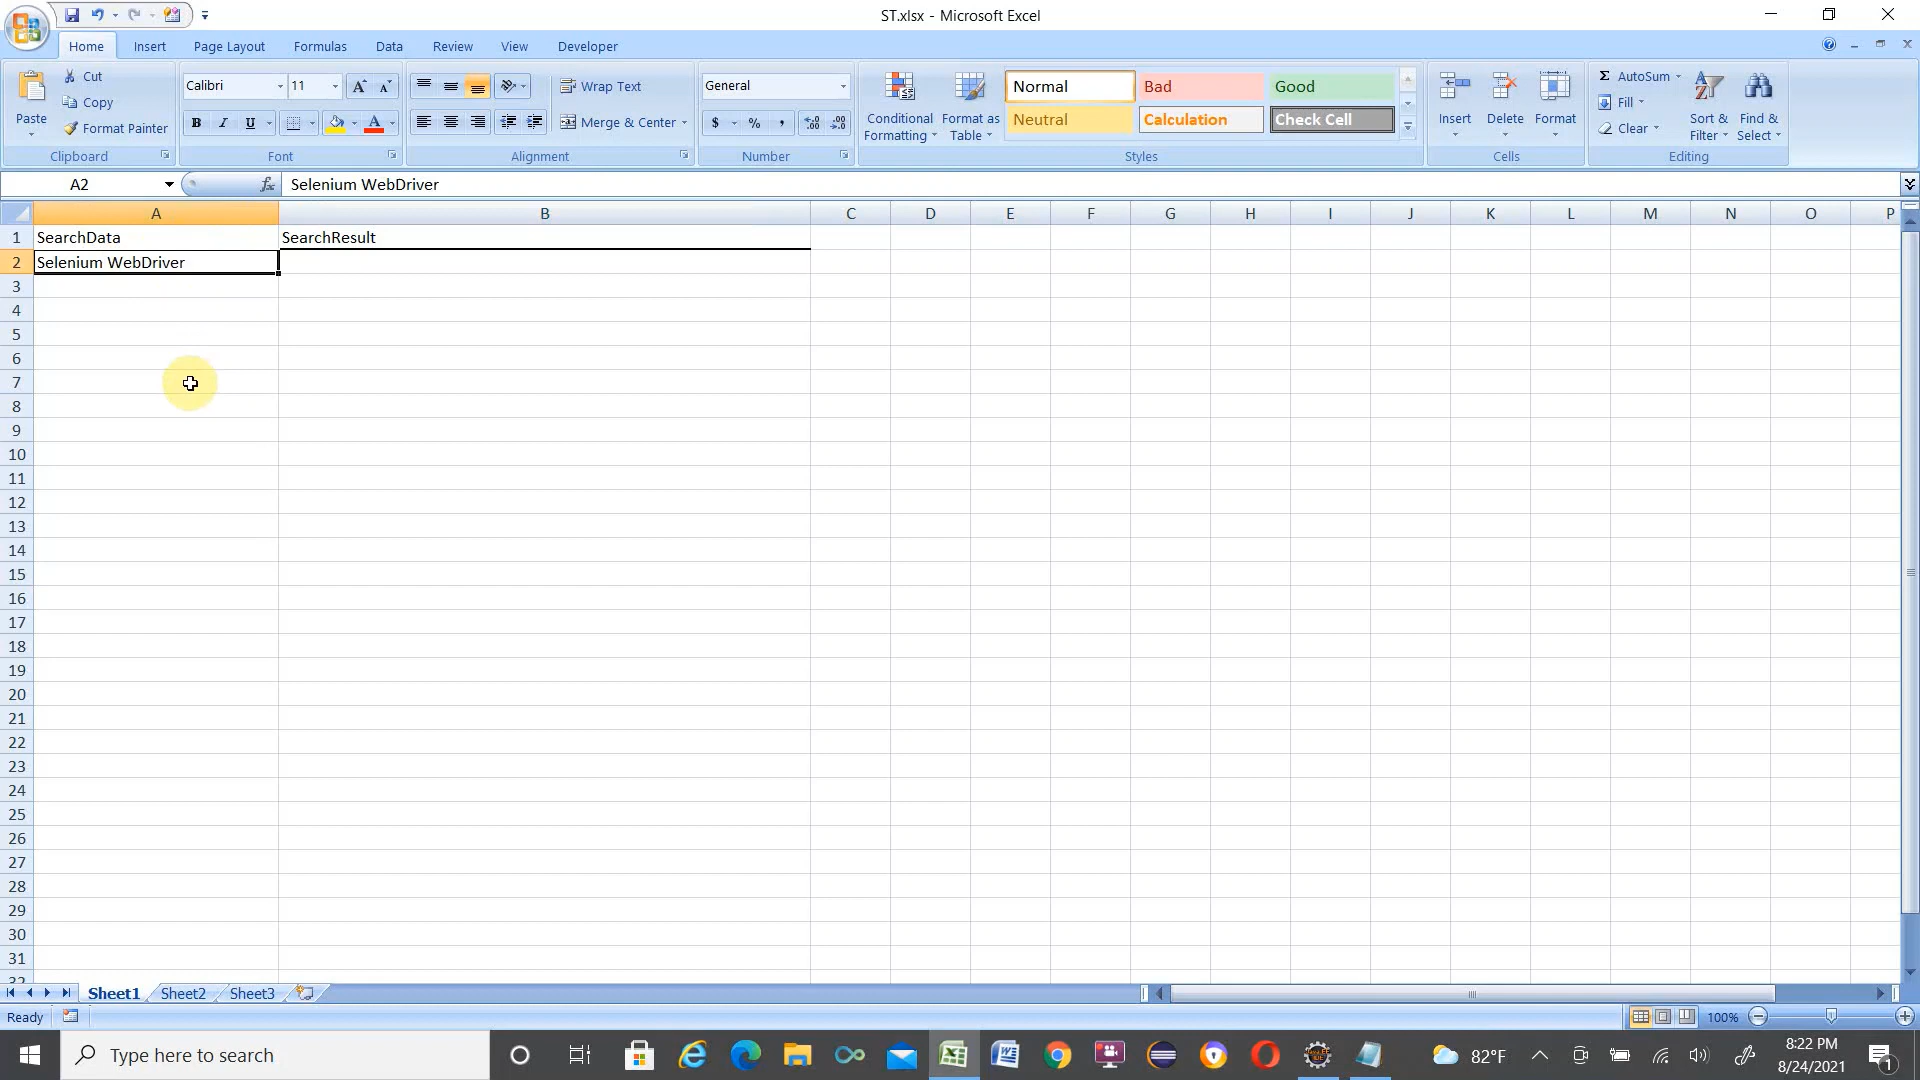 ST.xlsx - Microsoft Excel
Home Insert Page Layout Formulas Data Review View Developer
Paste Cut Copy Format Painter
Clipboard
Calibri 11
B I U A
Font
Wrap Text
Merge & Center
Alignment
General
$ % ,
Number
Conditional Formatting
Format as Table
Normal Bad Good
Neutral Calculation Check Cell
Styles
Insert Delete Format
Cells
Σ AutoSum
Fill
Clear
Sort & Filter
Find & Select
Editing
A2 fx Selenium WebDriver
A B C D E F G H I J K L M N O P
1 SearchData SearchResult
2 Selenium WebDriver
3
4
5
6
7
8
9
10
11
12
13
14
15
16
17
18
19
20
21
22
23
24
25
26
27
28
29
30
31
32
Sheet1 Sheet2 Sheet3
Ready 100%
Type here to search
82°F
8:22 PM
8/24/2021
1